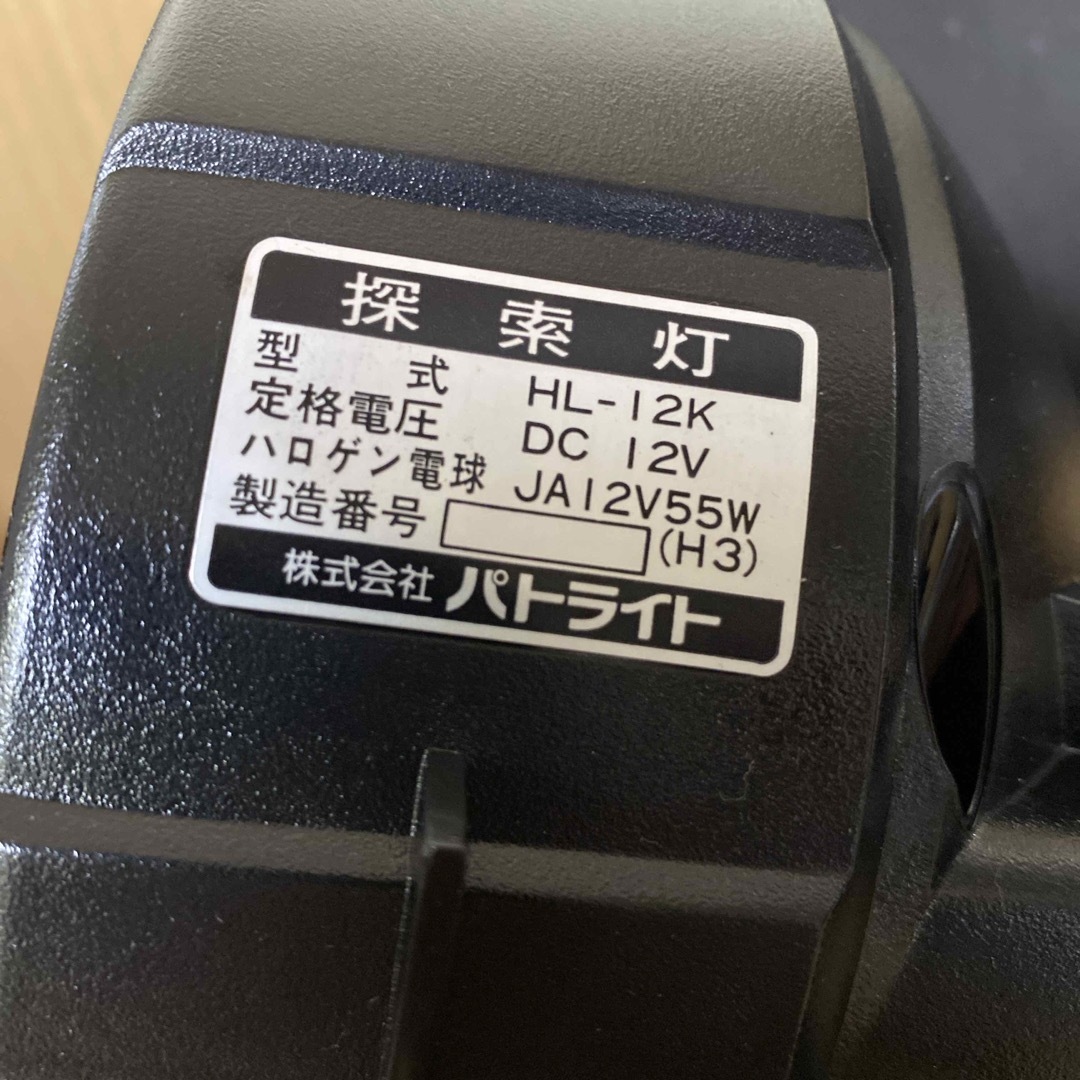 探索灯
型式 HL-12K
定格電圧 DC 12V
ハロゲン電球 JA12V55W
製造番号 (H3)
株式会社 パトライト